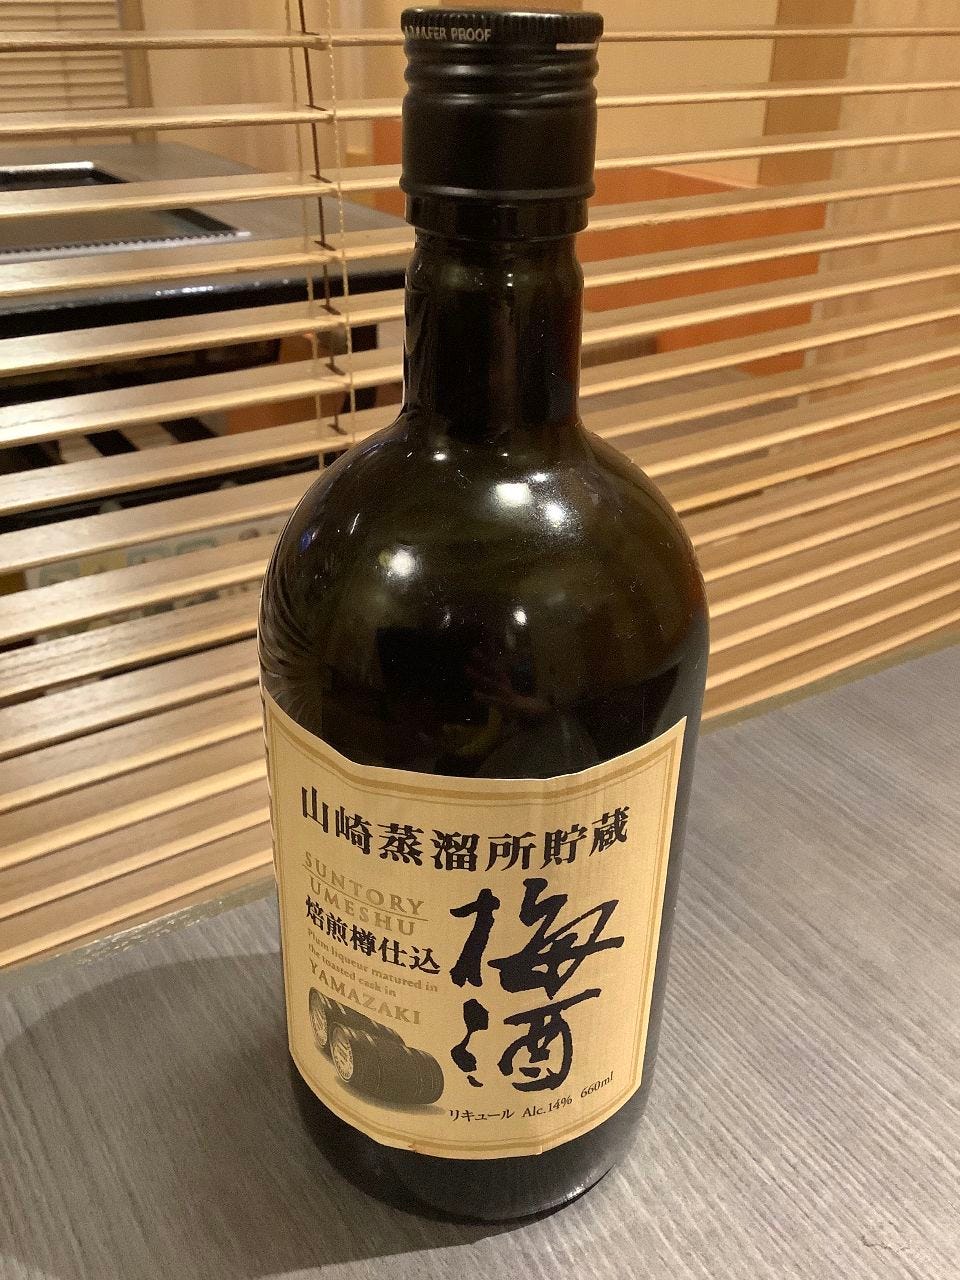 PROOF
山崎蒸溜所貯蔵
SUNTORY
UMESHU
焙煎樽仕込
Plum liqueur matured in
the toasted cask in
YAMAZAKI
梅酒
リキュール Alc.14% 660ml